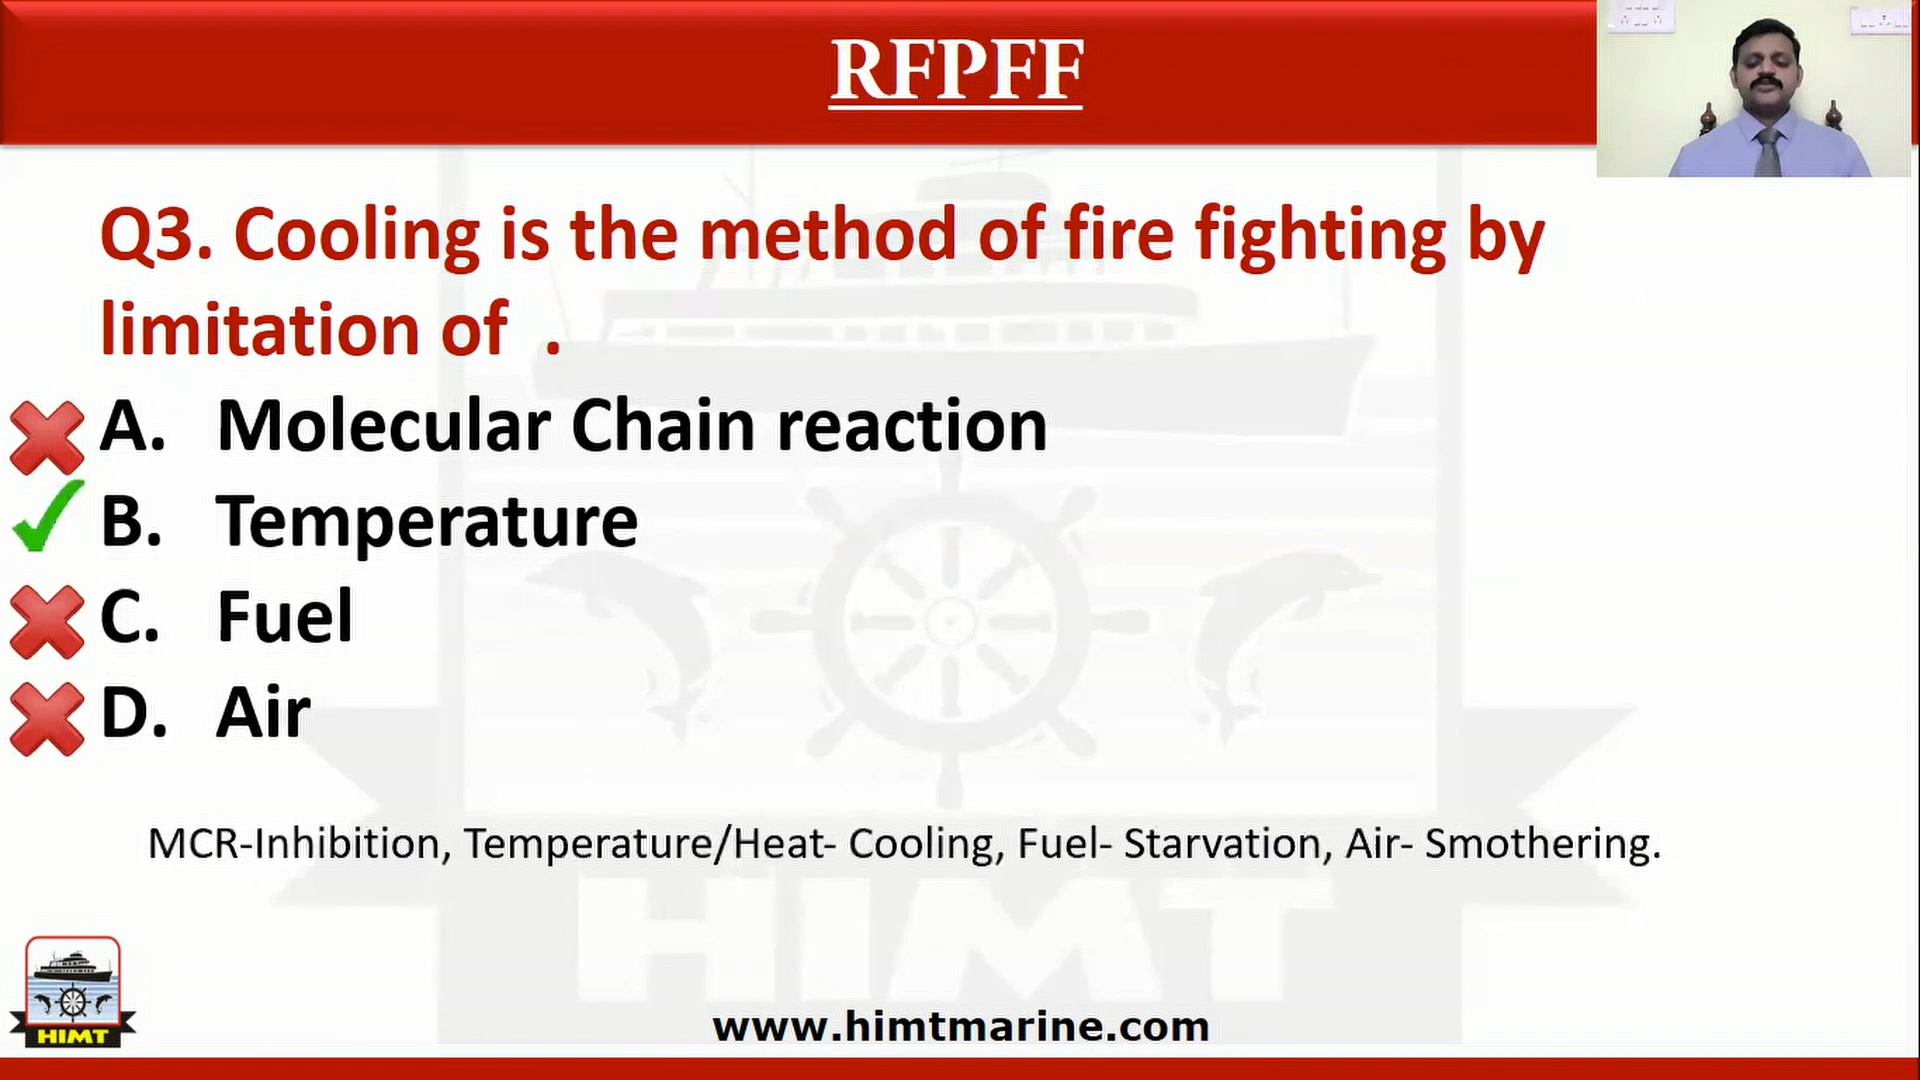 RFPFF
Q3. Cooling is the method of fire fighting by
limitation of .
A. Molecular Chain reaction
B. Temperature
C. Fuel
D. Air
MCR-Inhibition, Temperature/Heat- Cooling, Fuel- Starvation, Air- Smothering.
HIMT
HIMT
www.himtmarine.com